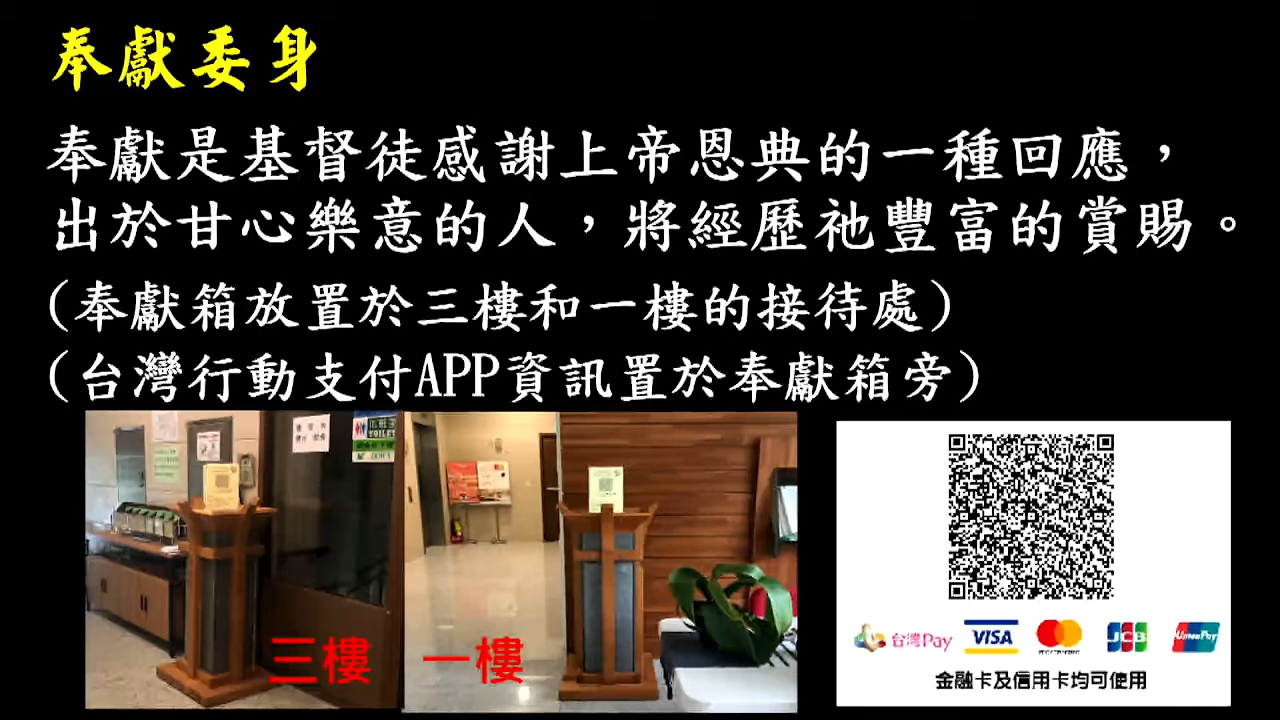 奉獻委身
奉獻是基督徒感謝上帝恩典的一種回應，
出於甘心樂意的人，將經歷祂豐富的賞賜。
(奉獻箱放置於三樓和一樓的接待處)
(台灣行動支付APP資訊置於奉獻箱旁)
TOILET
三樓
一樓
台灣Pay
VISA
JCB
UnionPay
金融卡及信用卡均可使用